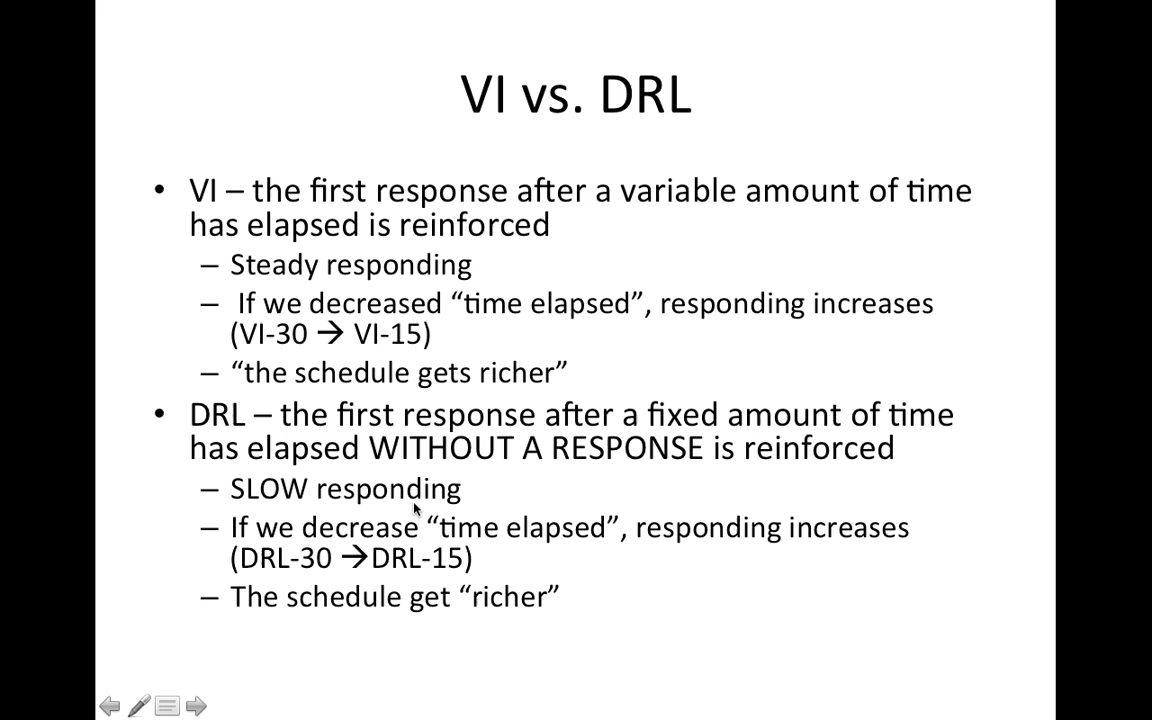 VI vs. DRL
• VI – the first response after a variable amount of time
has elapsed is reinforced
– Steady responding
– If we decreased “time elapsed”, responding increases
(VI-30 → VI-15)
– “the schedule gets richer”
• DRL – the first response after a fixed amount of time
has elapsed WITHOUT A RESPONSE is reinforced
– SLOW responding
– If we decrease “time elapsed”, responding increases
(DRL-30 →DRL-15)
– The schedule get “richer”